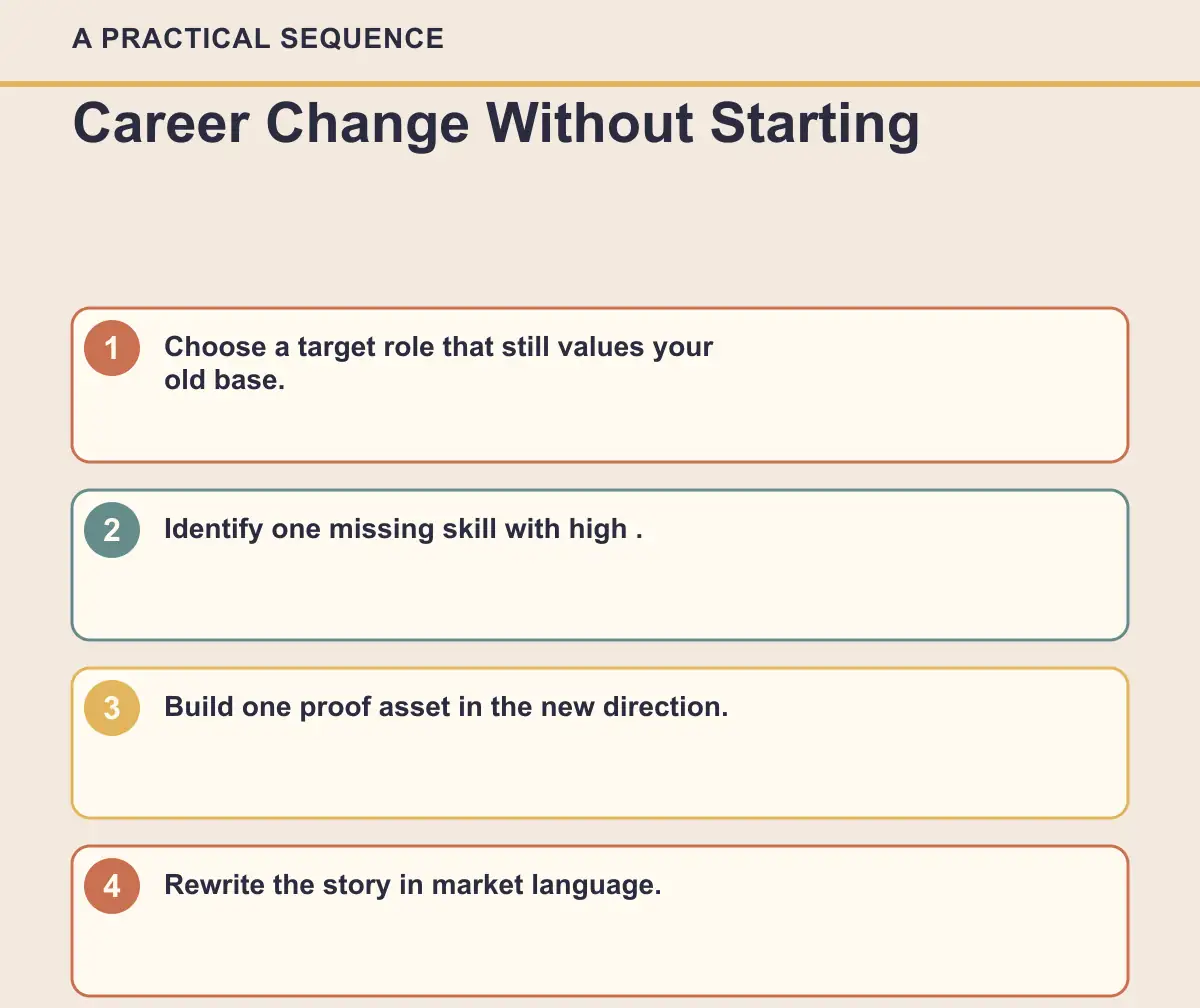 A PRACTICAL SEQUENCE
Career Change Without Starting
1
Choose a target role that still values your
old base.
2
Identify one missing skill with high .
3
Build one proof asset in the new direction.
4
Rewrite the story in market language.